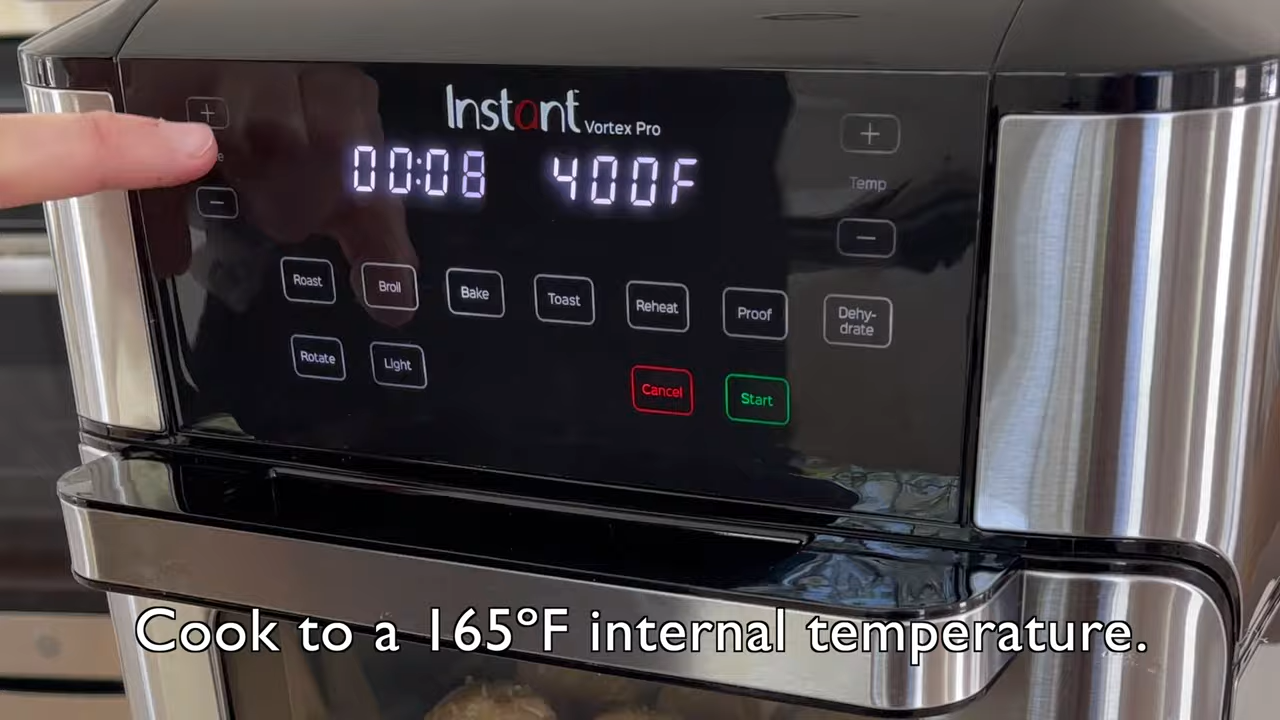 Instant Vortex Pro
+
00:08 400F
+
Temp
−
−
Roast Broil Bake Toast Reheat Proof Dehy-
drate
Rotate Light Cancel Start
Cook to a 165°F internal temperature.